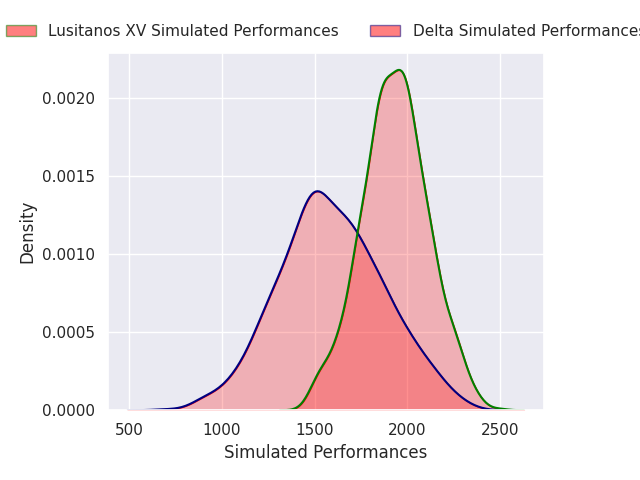 Lusitanos XV Simulated Performances Delta Simulated Performances
0.0020
0.0015
0.0010
0.0005
0.0000
Density
500 1000 1500 2000 2500
Simulated Performances